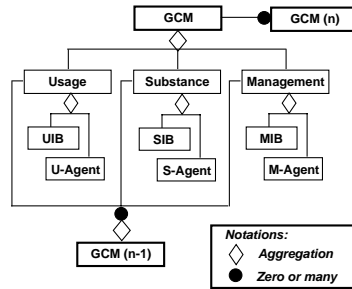 GCM
GCM (n)
Usage
Substance
Management
UIB
SIB
MIB
U-Agent
S-Agent
M-Agent
GCM (n-1)
Notations:
Aggregation
Zero or many